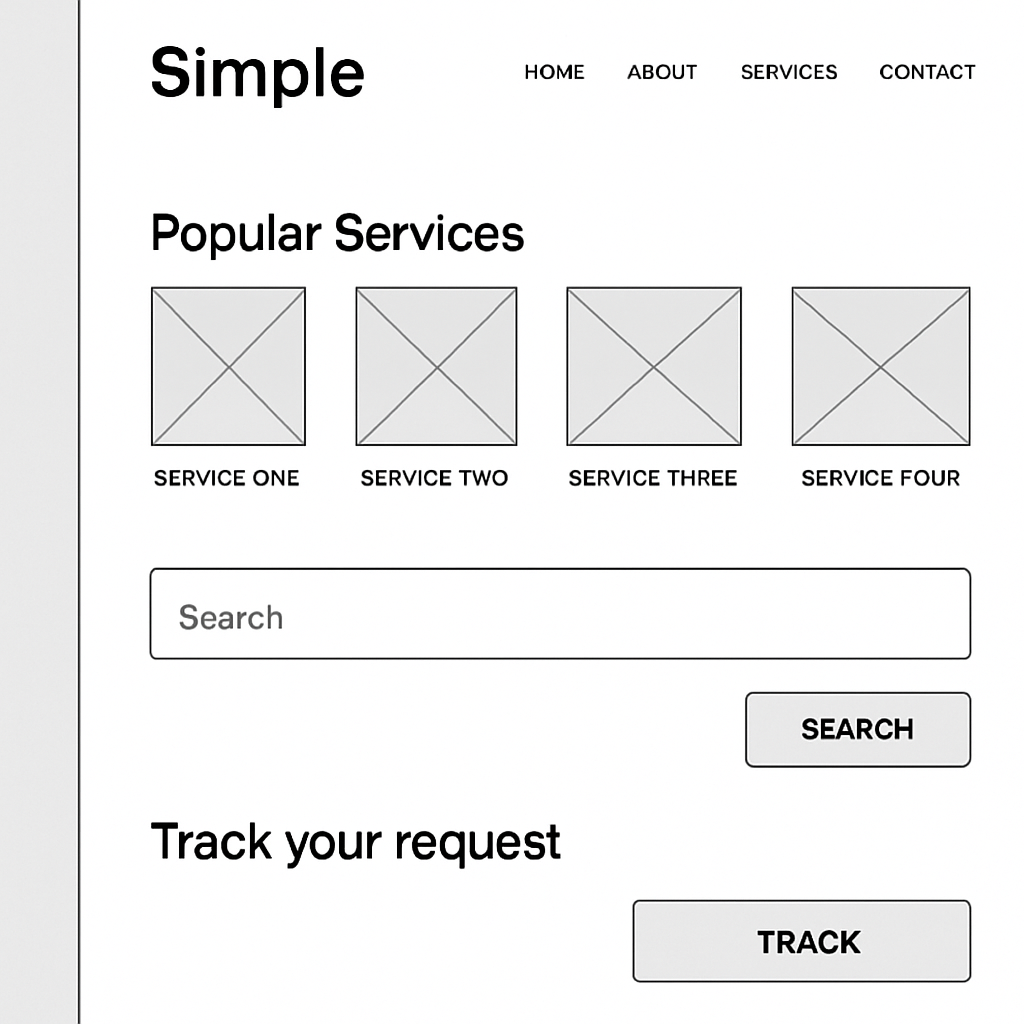 Simple
HOME ABOUT SERVICES CONTACT
Popular Services
SERVICE ONE SERVICE TWO SERVICE THREE SERVICE FOUR
Search
SEARCH
Track your request
TRACK